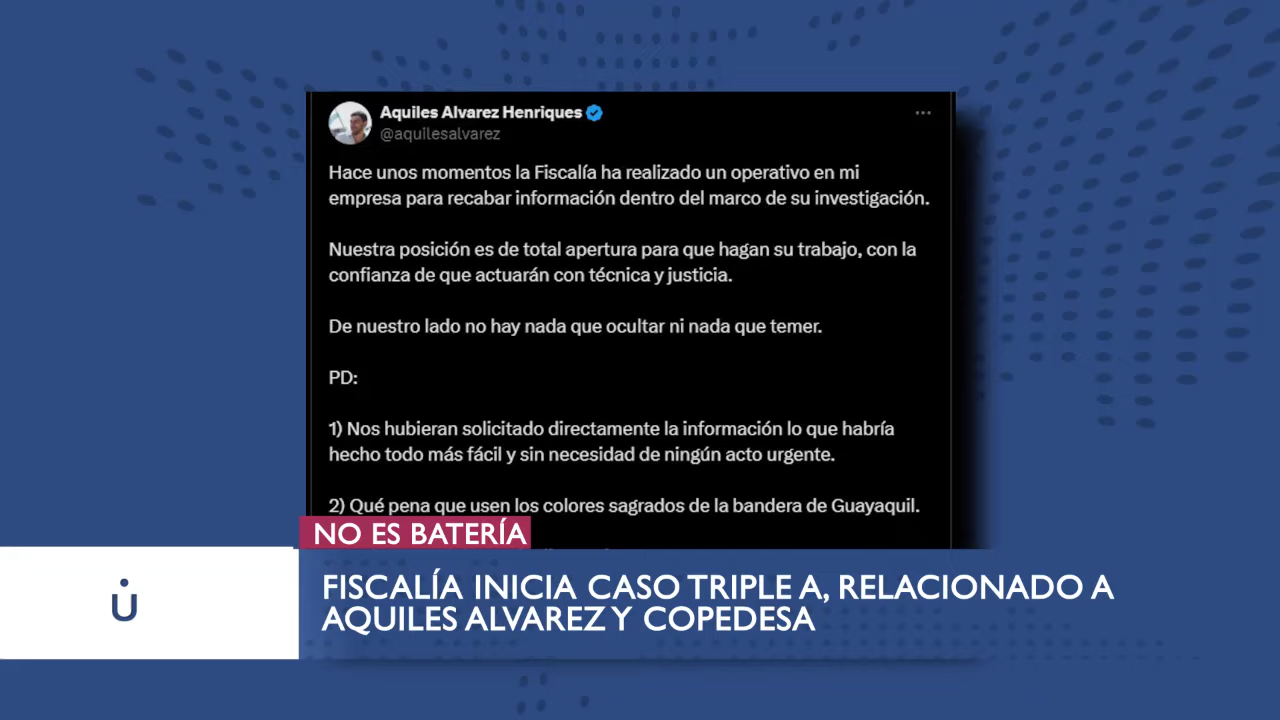 Aquiles Alvarez Henriques
@aquilesalvarez
Hace unos momentos la Fiscalía ha realizado un operativo en mi
empresa para recabar información dentro del marco de su investigación.
Nuestra posición es de total apertura para que hagan su trabajo, con la
confianza de que actuarán con técnica y justicia.
De nuestro lado no hay nada que ocultar ni nada que temer.
PD:
1) Nos hubieran solicitado directamente la información lo que habría
hecho todo más fácil y sin necesidad de ningún acto urgente.
2) Qué pena que usen los colores sagrados de la bandera de Guayaquil.
NO ES BATERÍA
FISCALÍA INICIA CASO TRIPLE A, RELACIONADO A
AQUILES ALVAREZ Y COPEDESA